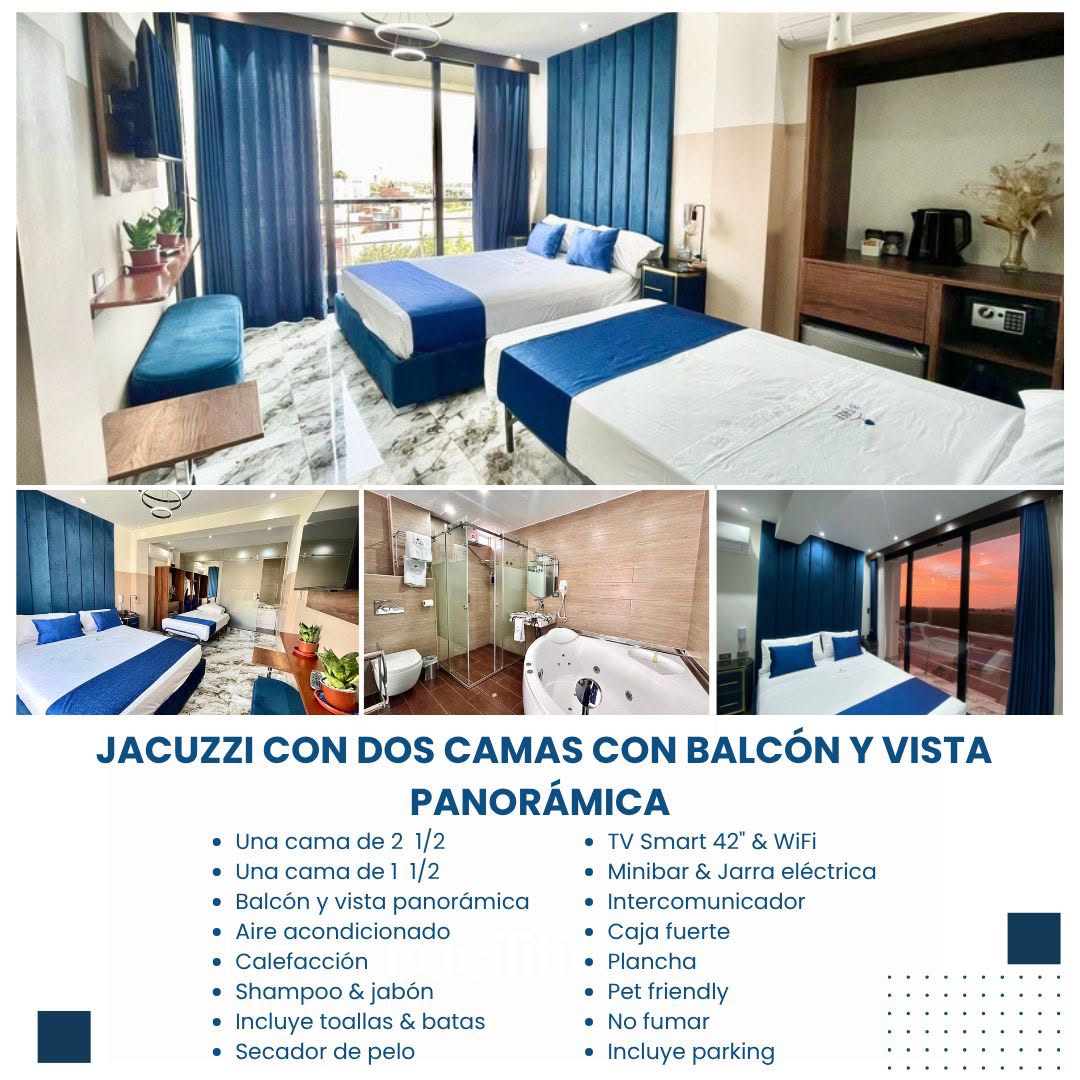 JACUZZI CON DOS CAMAS CON BALCÓN Y VISTA
PANORÁMICA
Una cama de 2 1/2
Una cama de 1 1/2
Balcón y vista panorámica
Aire acondicionado
Calefacción
Shampoo & jabón
Incluye toallas & batas
Secador de pelo
TV Smart 42" & WiFi
Minibar & Jarra eléctrica
Intercomunicador
Caja fuerte
Plancha
Pet friendly
No fumar
Incluye parking